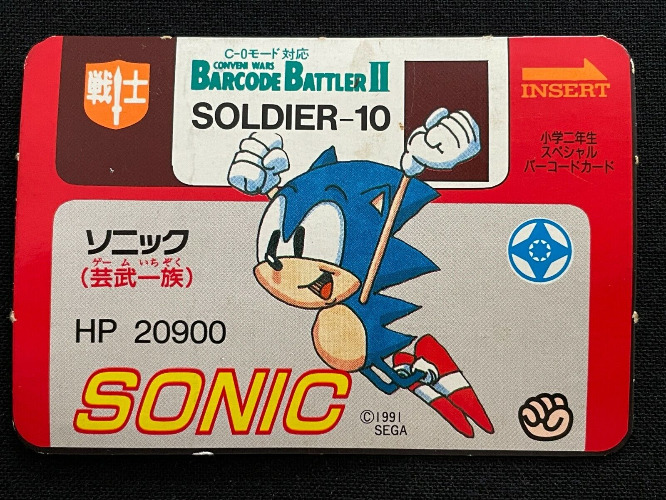 戦士
C-0モード対応
CONVENI WARS
BARCODE BATTLER II
SOLDIER-10
INSERT
小学二年生
スペシャル
バーコードカード
ソニック
ゲーム いちぞく
(芸武一族)
HP 20900
SONIC
©1991
SEGA